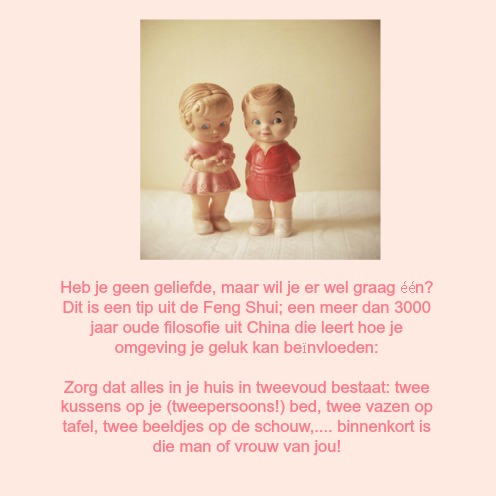 Heb je geen geliefde, maar wil je er wel graag één?
Dit is een tip uit de Feng Shui; een meer dan 3000
jaar oude filosofie uit China die leert hoe je
omgeving je geluk kan beïnvloeden:
Zorg dat alles in je huis in tweevoud bestaat: twee
kussens op je (tweepersoons!) bed, twee vazen op
tafel, twee beeldjes op de schouw,.... binnenkort is
die man of vrouw van jou!